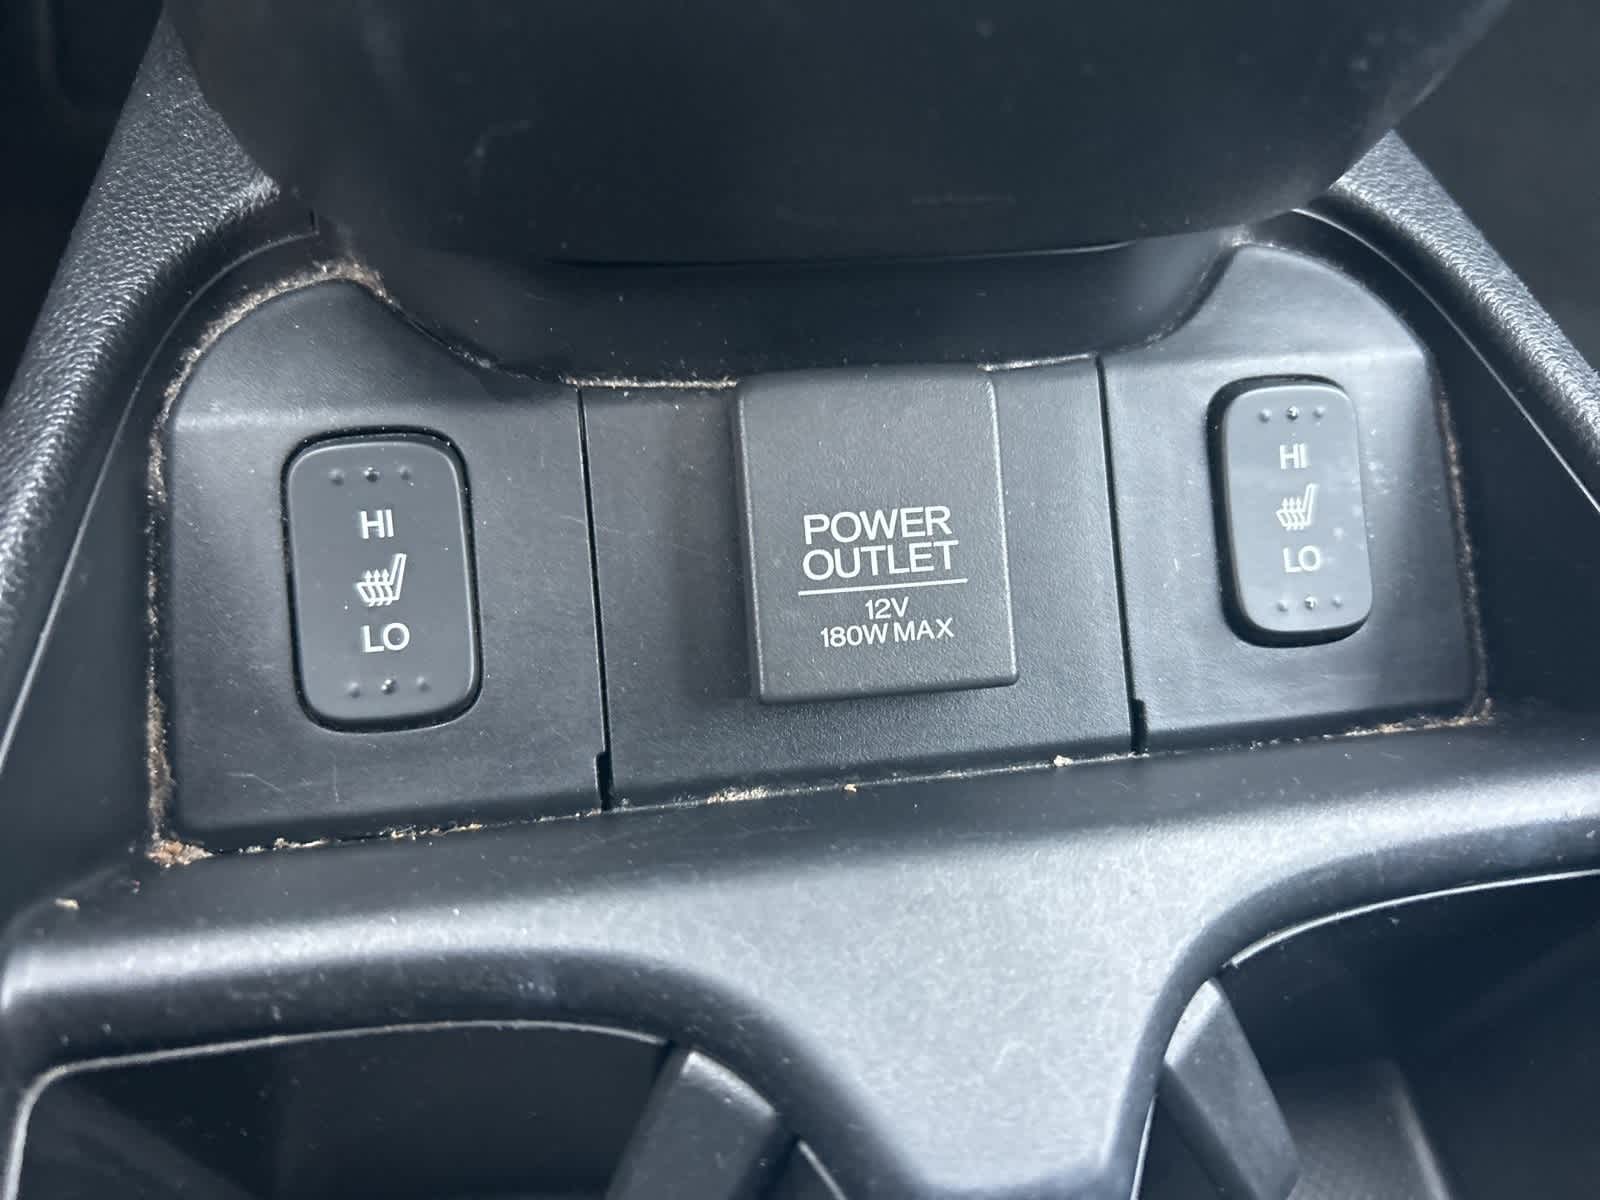 HI
LO
POWER
OUTLET
12V
180W MAX
HI
LO